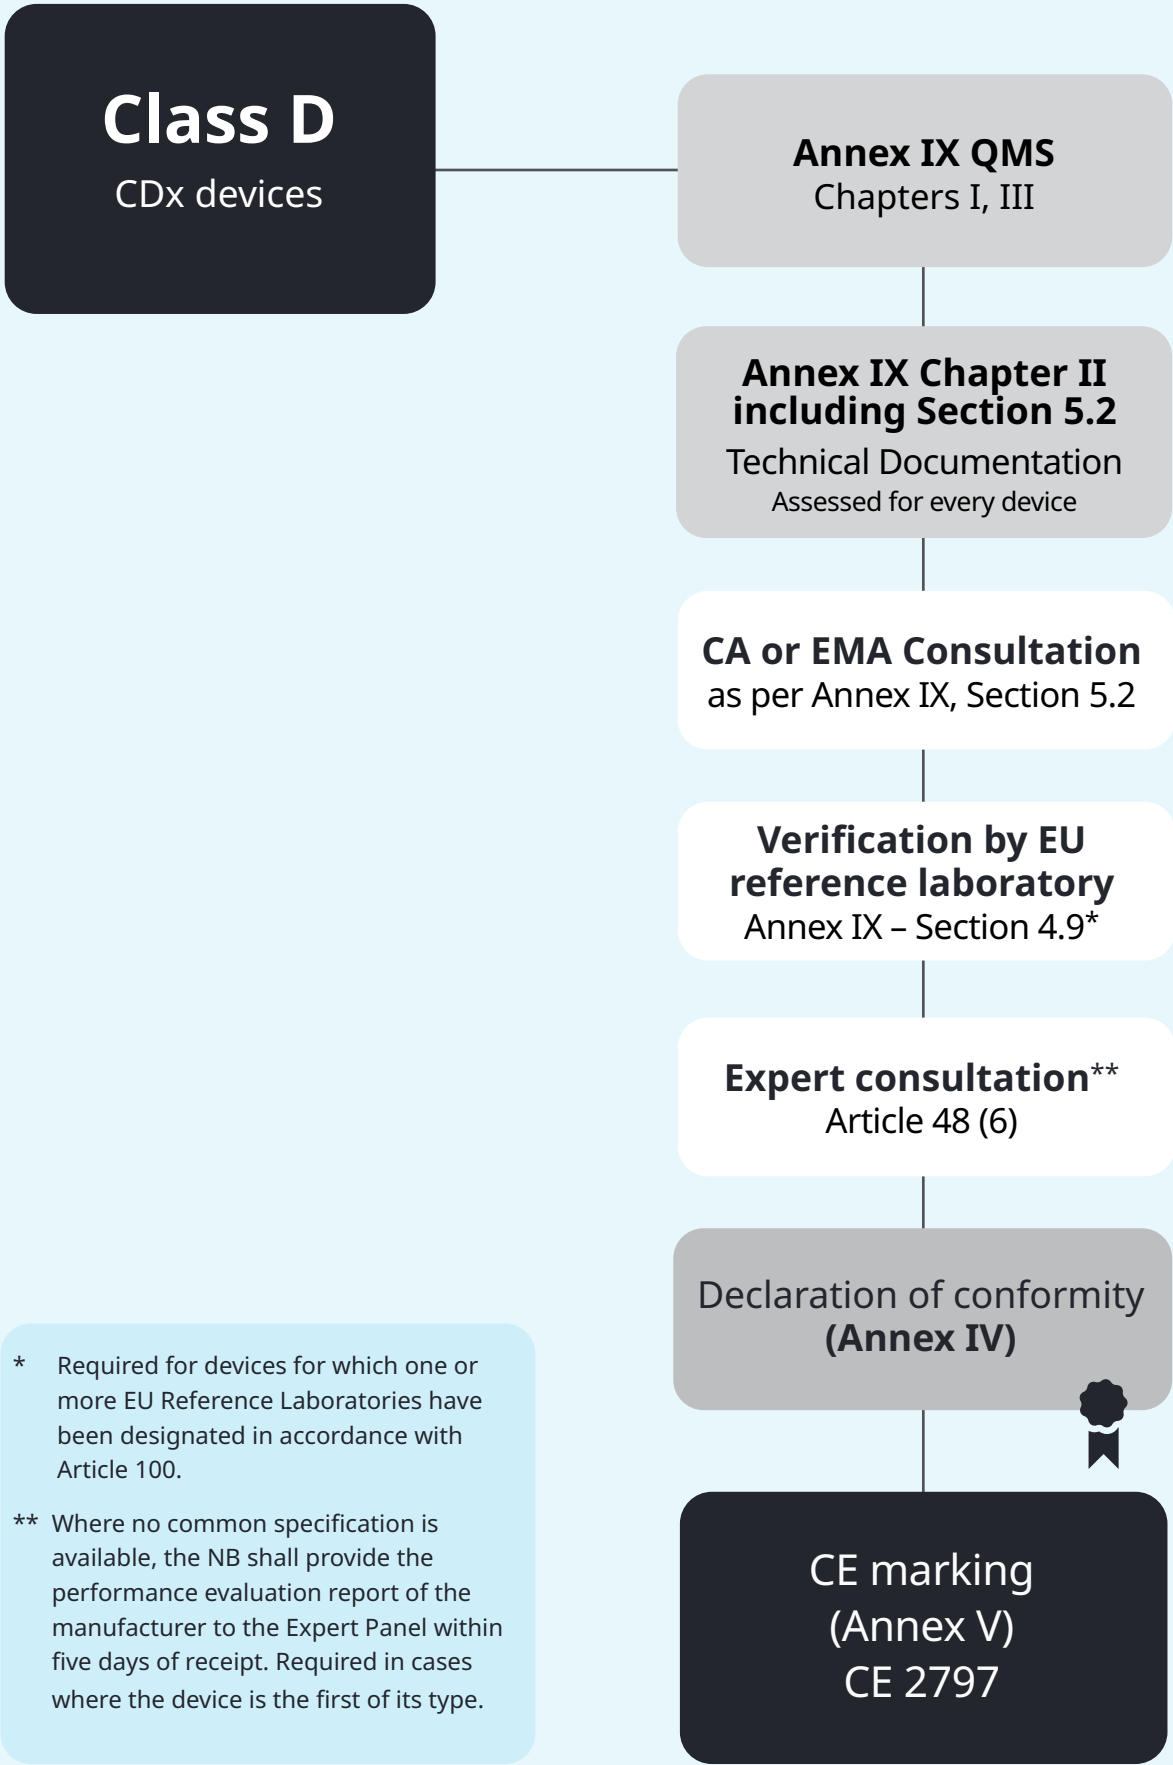 Class D
CDx devices
Annex IX QMS
Chapters I, III
Annex IX Chapter II
including Section 5.2
Technical Documentation
Assessed for every device
CA or EMA Consultation
as per Annex IX, Section 5.2
Verification by EU
reference laboratory
Annex IX – Section 4.9*
Expert consultation**
Article 48 (6)
Declaration of conformity
(Annex IV)
* Required for devices for which one or
more EU Reference Laboratories have
been designated in accordance with
Article 100.
** Where no common specification is
available, the NB shall provide the
performance evaluation report of the
manufacturer to the Expert Panel within
five days of receipt. Required in cases
where the device is the first of its type.
CE marking
(Annex V)
CE 2797